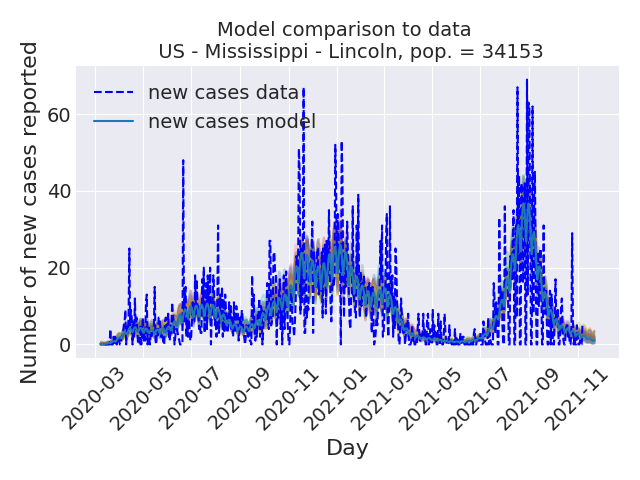 Model comparison to data
US - Mississippi - Lincoln, pop. = 34153
new cases data
new cases model
Number of new cases reported
60
40
20
0
2020-03
2020-05
2020-07
2020-09
2020-11
2021-01
2021-03
2021-05
2021-07
2021-09
2021-11
Day